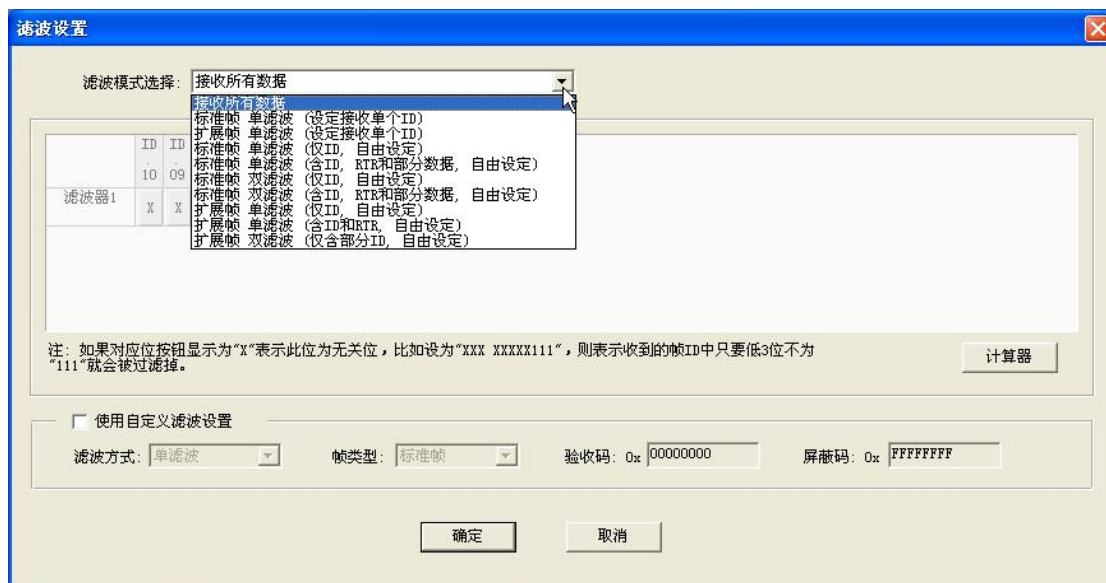 滤波设置
滤波模式选择: 接收所有数据
接收所有数据
标准帧 单滤波 (设定接收单个ID)
扩展帧 单滤波 (设定接收单个ID)
标准帧 单滤波 (仅ID, 自由设定)
标准帧 单滤波 (含ID, RTR和部分数据, 自由设定)
标准帧 双滤波 (仅ID, 自由设定)
标准帧 双滤波 (含ID, RTR和部分数据, 自由设定)
扩展帧 单滤波 (仅ID, 自由设定)
扩展帧 单滤波 (含ID和RTR, 自由设定)
扩展帧 双滤波 (仅含部分ID, 自由设定)
ID ID
. .
10 09
滤波器1 X X
注: 如果对应位按钮显示为"X"表示此位为无关位,比如设为"XXX XXXXX111",则表示收到的帧ID中只要低3位不为
"111"就会被过滤掉。
计算器
使用自定义滤波设置
滤波方式: 单滤波 帧类型: 标准帧 验收码: 0x 00000000 屏蔽码: 0x FFFFFFFF
确定 取消